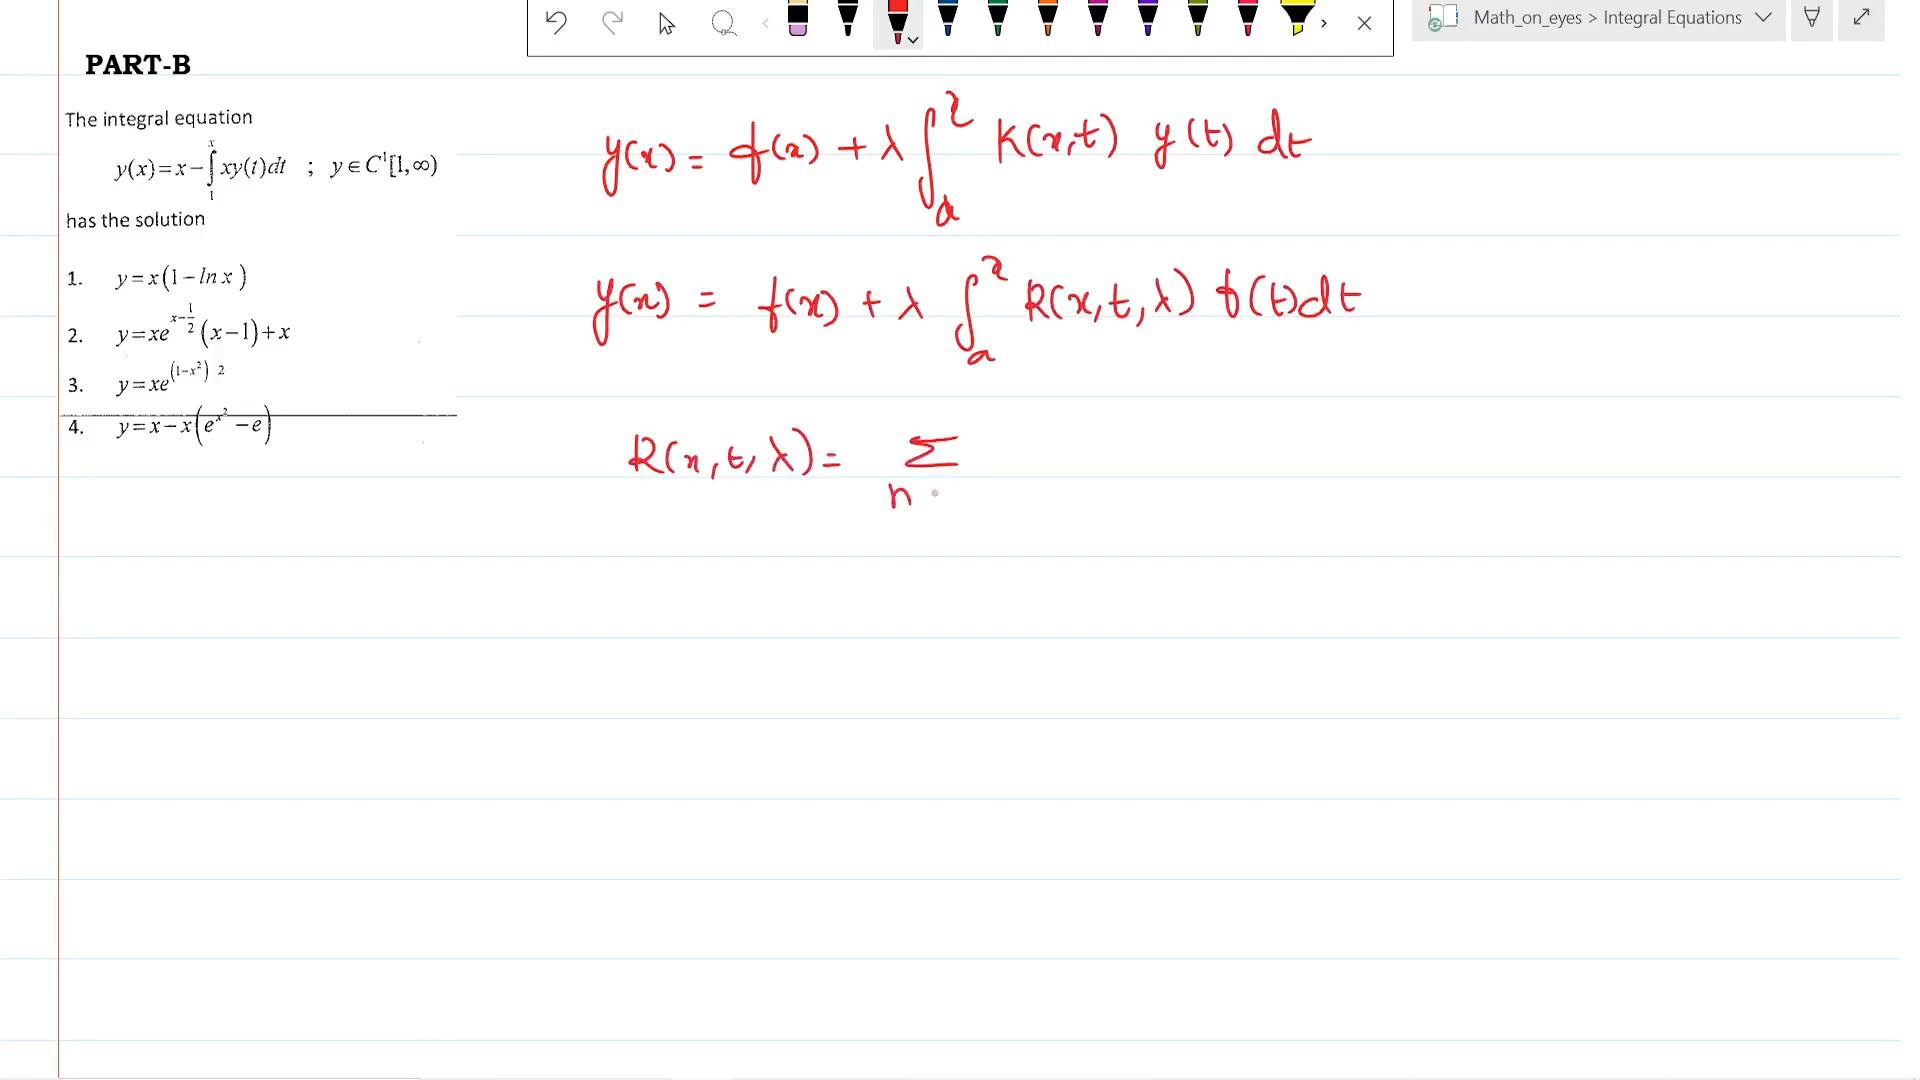 Math_on_eyes > Integral Equations
PART-B
The integral equation
y(x)=x−∫₁ˣ xy(t)dt ; y∈C¹[1,∞)
has the solution
1. y=x(1−ln x)
2. y=xe^(x−1/2)(x−1)+x
3. y=xe^((1−x²) 2)
4. y=x−x(e^(x²)−e)
y(x) = f(x) + λ ∫ₐˣ K(x,t) y(t) dt
y(x) = f(x) + λ ∫ₐˣ R(x,t,λ) f(t)dt
R(x,t,λ) = Σ
n